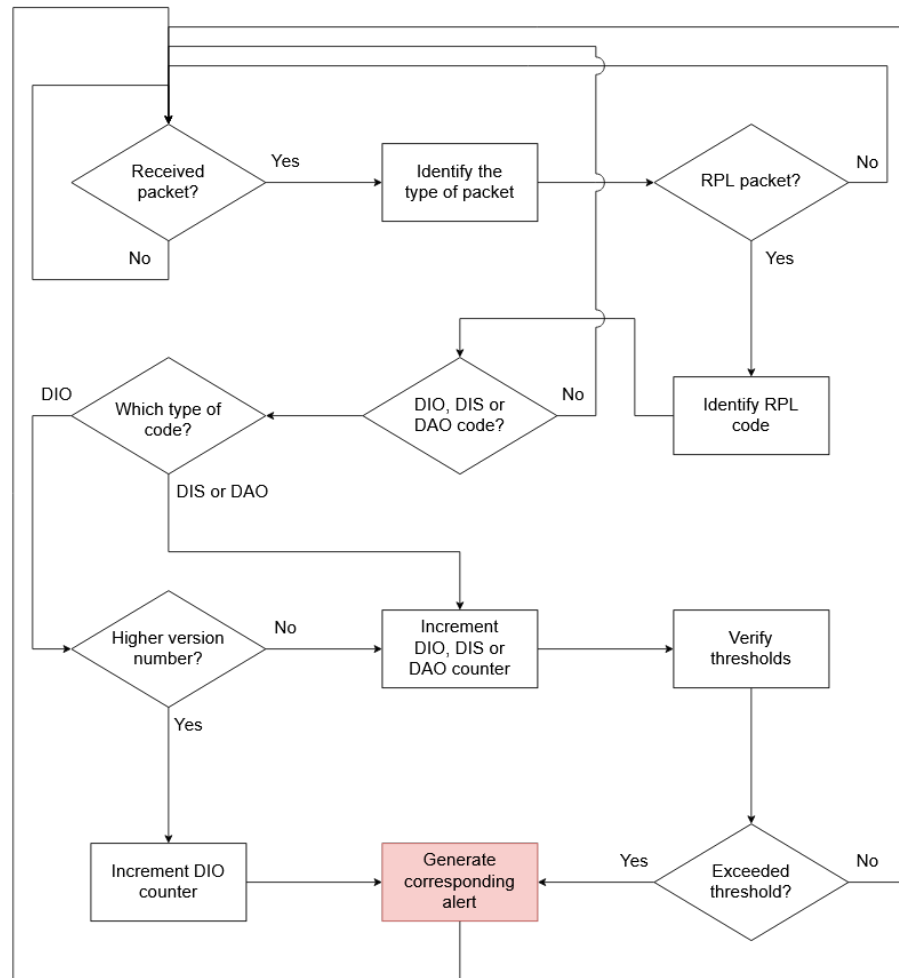 Received
packet?
Yes
No
Identify the
type of packet
RPL packet?
No
Yes
Identify RPL
code
DIO, DIS or
DAO code?
No
Which type of
code?
DIO
DIS or DAO
Higher version
number?
No
Yes
Increment
DIO, DIS or
DAO counter
Verify
thresholds
Increment DIO
counter
Generate
corresponding
alert
Yes
Exceeded
threshold?
No